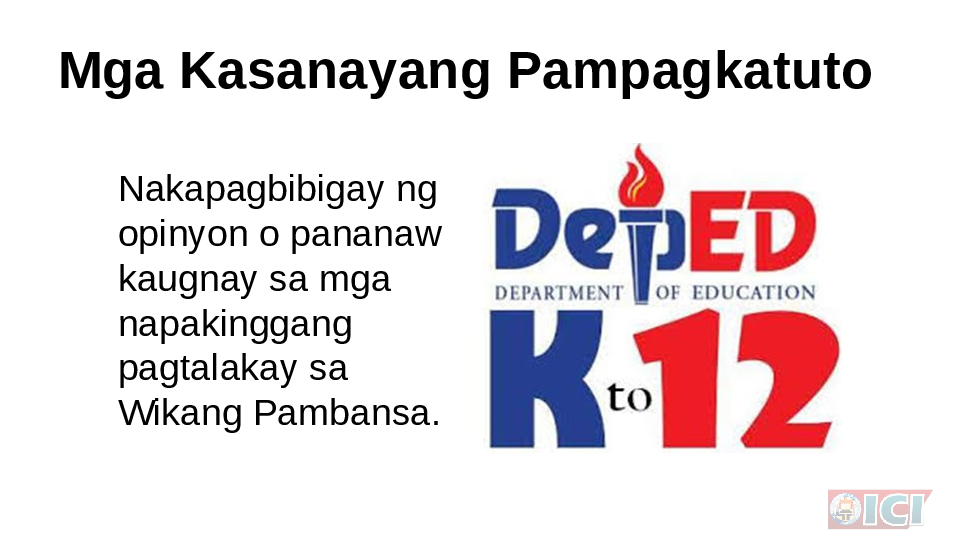 Mga Kasanayang Pampagkatuto
Nakapagbibigay ng
opinyon o pananaw
kaugnay sa mga
napakinggang
pagtalakay sa
Wikang Pambansa.
DepED
DEPARTMENT OF EDUCATION
K to 12
ICI